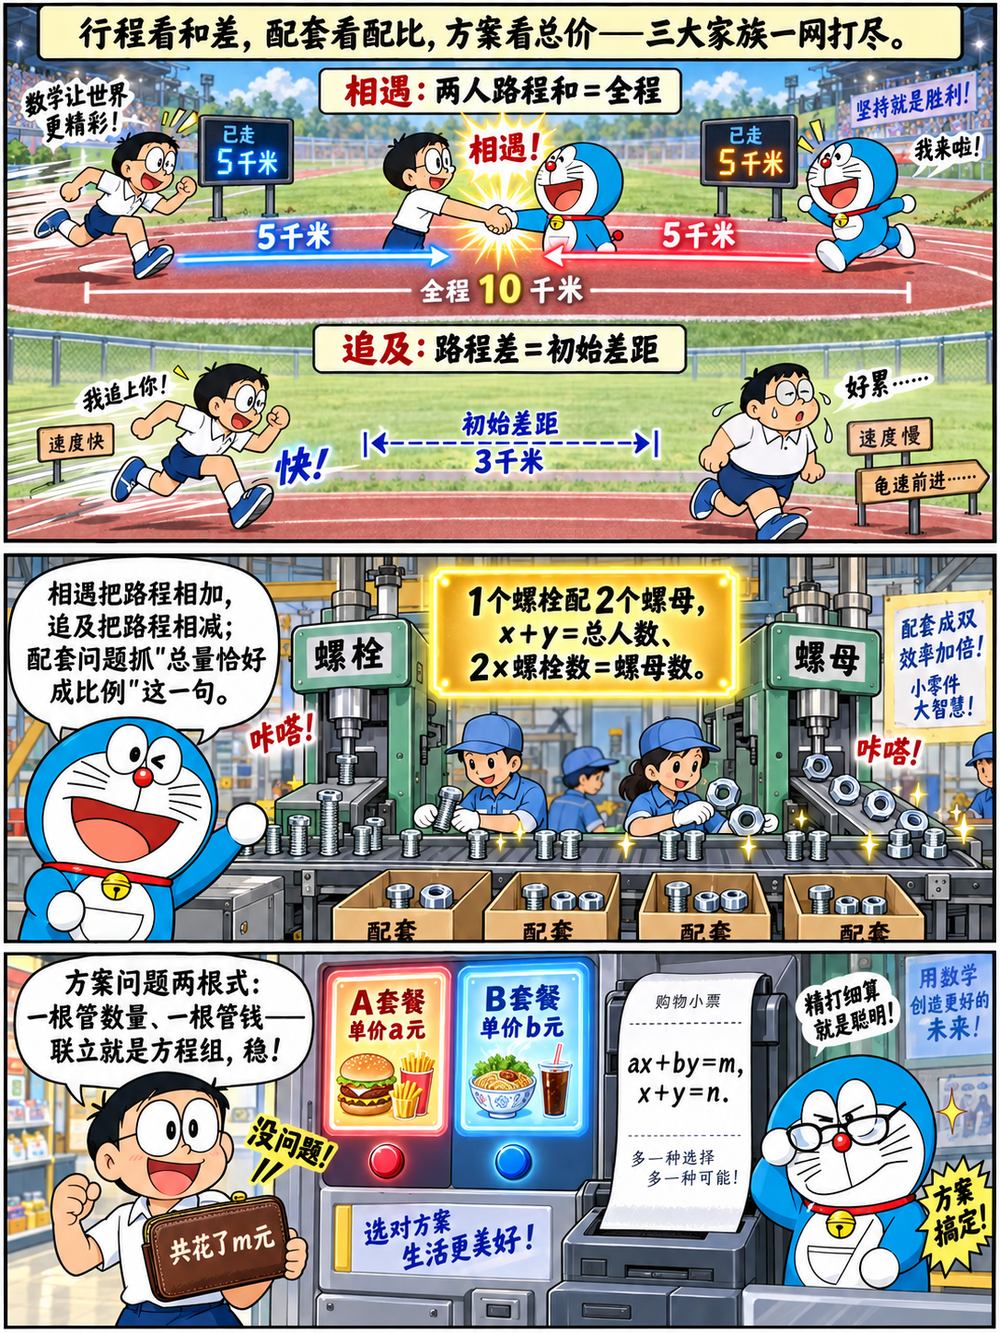 行程看和差，配套看配比，方案看总价——三大家族一网打尽。
相遇：两人路程和=全程
数学让世界
更精彩！
已走
5千米
相遇！
已走
5千米
坚持就是胜利！
我来啦！
5千米
5千米
全程 10 千米
追及：路程差=初始差距
我追上你！
速度快
快！
初始差距
3千米
好累……
速度慢
龟速前进……
相遇把路程相加，
追及把路程相减；
配套问题抓"总量恰好
成比例"这一句。
螺栓
1个螺栓配2个螺母，
x+y=总人数、
2×螺栓数=螺母数。
螺母
配套成双
效率加倍！
小零件
大智慧！
咔嗒！
咔嗒！
配套
配套
配套
配套
方案问题两根式：
一根管数量、一根管钱——
联立就是方程组，稳！
没问题！
共花了m元
A套餐
单价a元
B套餐
单价b元
选对方案
生活更美好！
购物小票
ax+by=m,
x+y=n.
多一种选择
多一种可能！
精打细算
就是聪明！
用数学
创造更好的
未来！
方案
搞定！